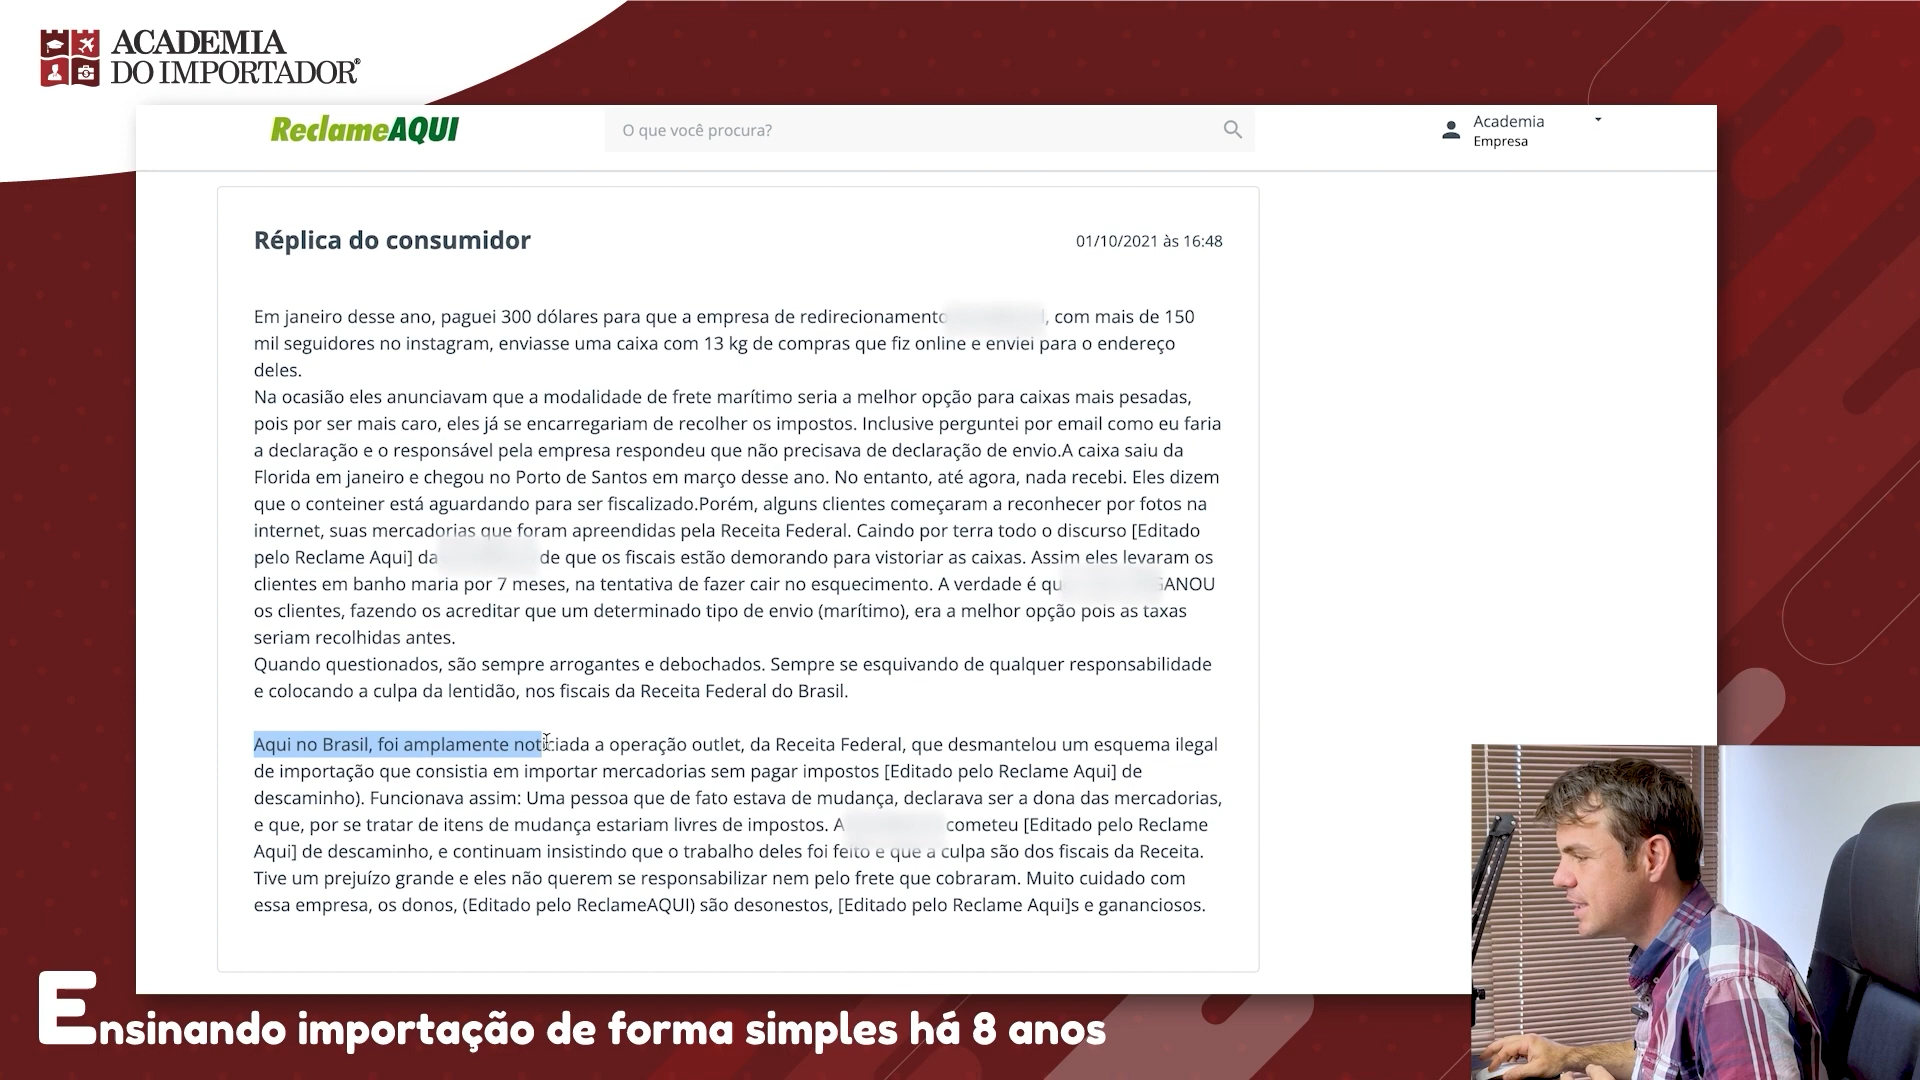 ACADEMIA
DO IMPORTADOR®
ReclameAQUI
O que você procura?
Academia
Empresa
Réplica do consumidor
01/10/2021 às 16:48
Em janeiro desse ano, paguei 300 dólares para que a empresa de redirecionamento , com mais de 150
mil seguidores no instagram, enviasse uma caixa com 13 kg de compras que fiz online e enviei para o endereço
deles.
Na ocasião eles anunciavam que a modalidade de frete marítimo seria a melhor opção para caixas mais pesadas,
pois por ser mais caro, eles já se encarregariam de recolher os impostos. Inclusive perguntei por email como eu faria
a declaração e o responsável pela empresa respondeu que não precisava de declaração de envio.A caixa saiu da
Florida em janeiro e chegou no Porto de Santos em março desse ano. No entanto, até agora, nada recebi. Eles dizem
que o conteiner está aguardando para ser fiscalizado.Porém, alguns clientes começaram a reconhecer por fotos na
internet, suas mercadorias que foram apreendidas pela Receita Federal. Caindo por terra todo o discurso [Editado
pelo Reclame Aqui] da de que os fiscais estão demorando para vistoriar as caixas. Assim eles levaram os
clientes em banho maria por 7 meses, na tentativa de fazer cair no esquecimento. A verdade é qu GANOU
os clientes, fazendo os acreditar que um determinado tipo de envio (marítimo), era a melhor opção pois as taxas
seriam recolhidas antes.
Quando questionados, são sempre arrogantes e debochados. Sempre se esquivando de qualquer responsabilidade
e colocando a culpa da lentidão, nos fiscais da Receita Federal do Brasil.
Aqui no Brasil, foi amplamente noticiada a operação outlet, da Receita Federal, que desmantelou um esquema ilegal
de importação que consistia em importar mercadorias sem pagar impostos [Editado pelo Reclame Aqui] de
descaminho). Funcionava assim: Uma pessoa que de fato estava de mudança, declarava ser a dona das mercadorias,
e que, por se tratar de itens de mudança estariam livres de impostos. A cometeu [Editado pelo Reclame
Aqui] de descaminho, e continuam insistindo que o trabalho deles foi feito e que a culpa são dos fiscais da Receita.
Tive um prejuízo grande e eles não querem se responsabilizar nem pelo frete que cobraram. Muito cuidado com
essa empresa, os donos, (Editado pelo ReclameAQUI) são desonestos, [Editado pelo Reclame Aqui]s e gananciosos.
Ensinando importação de forma simples há 8 anos